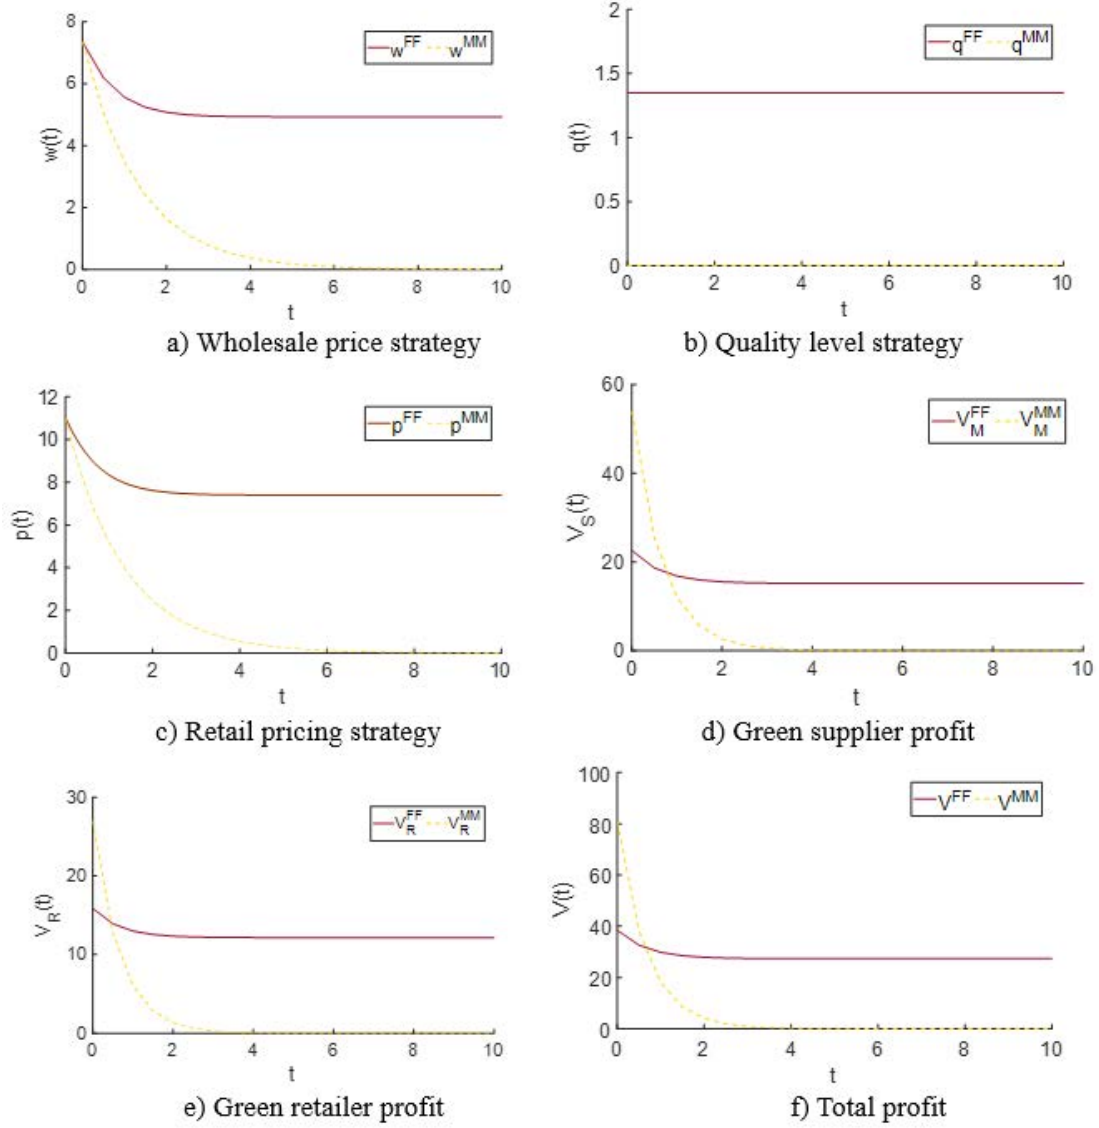 8
6
4
2
0
w(t)
w^FF w^MM
0 2 4 6 8 10
t
a) Wholesale price strategy
2
1.5
1
0.5
0
q(t)
q^FF q^MM
0 2 4 6 8 10
t
b) Quality level strategy
12
10
8
6
4
2
0
p(t)
p^FF p^MM
0 2 4 6 8 10
t
c) Retail pricing strategy
60
40
20
0
V_S(t)
V_M^FF V_M^MM
0 2 4 6 8 10
t
d) Green supplier profit
30
20
10
0
V_R(t)
V_R^FF V_R^MM
0 2 4 6 8 10
t
e) Green retailer profit
100
80
60
40
20
0
V(t)
V^FF V^MM
0 2 4 6 8 10
t
f) Total profit